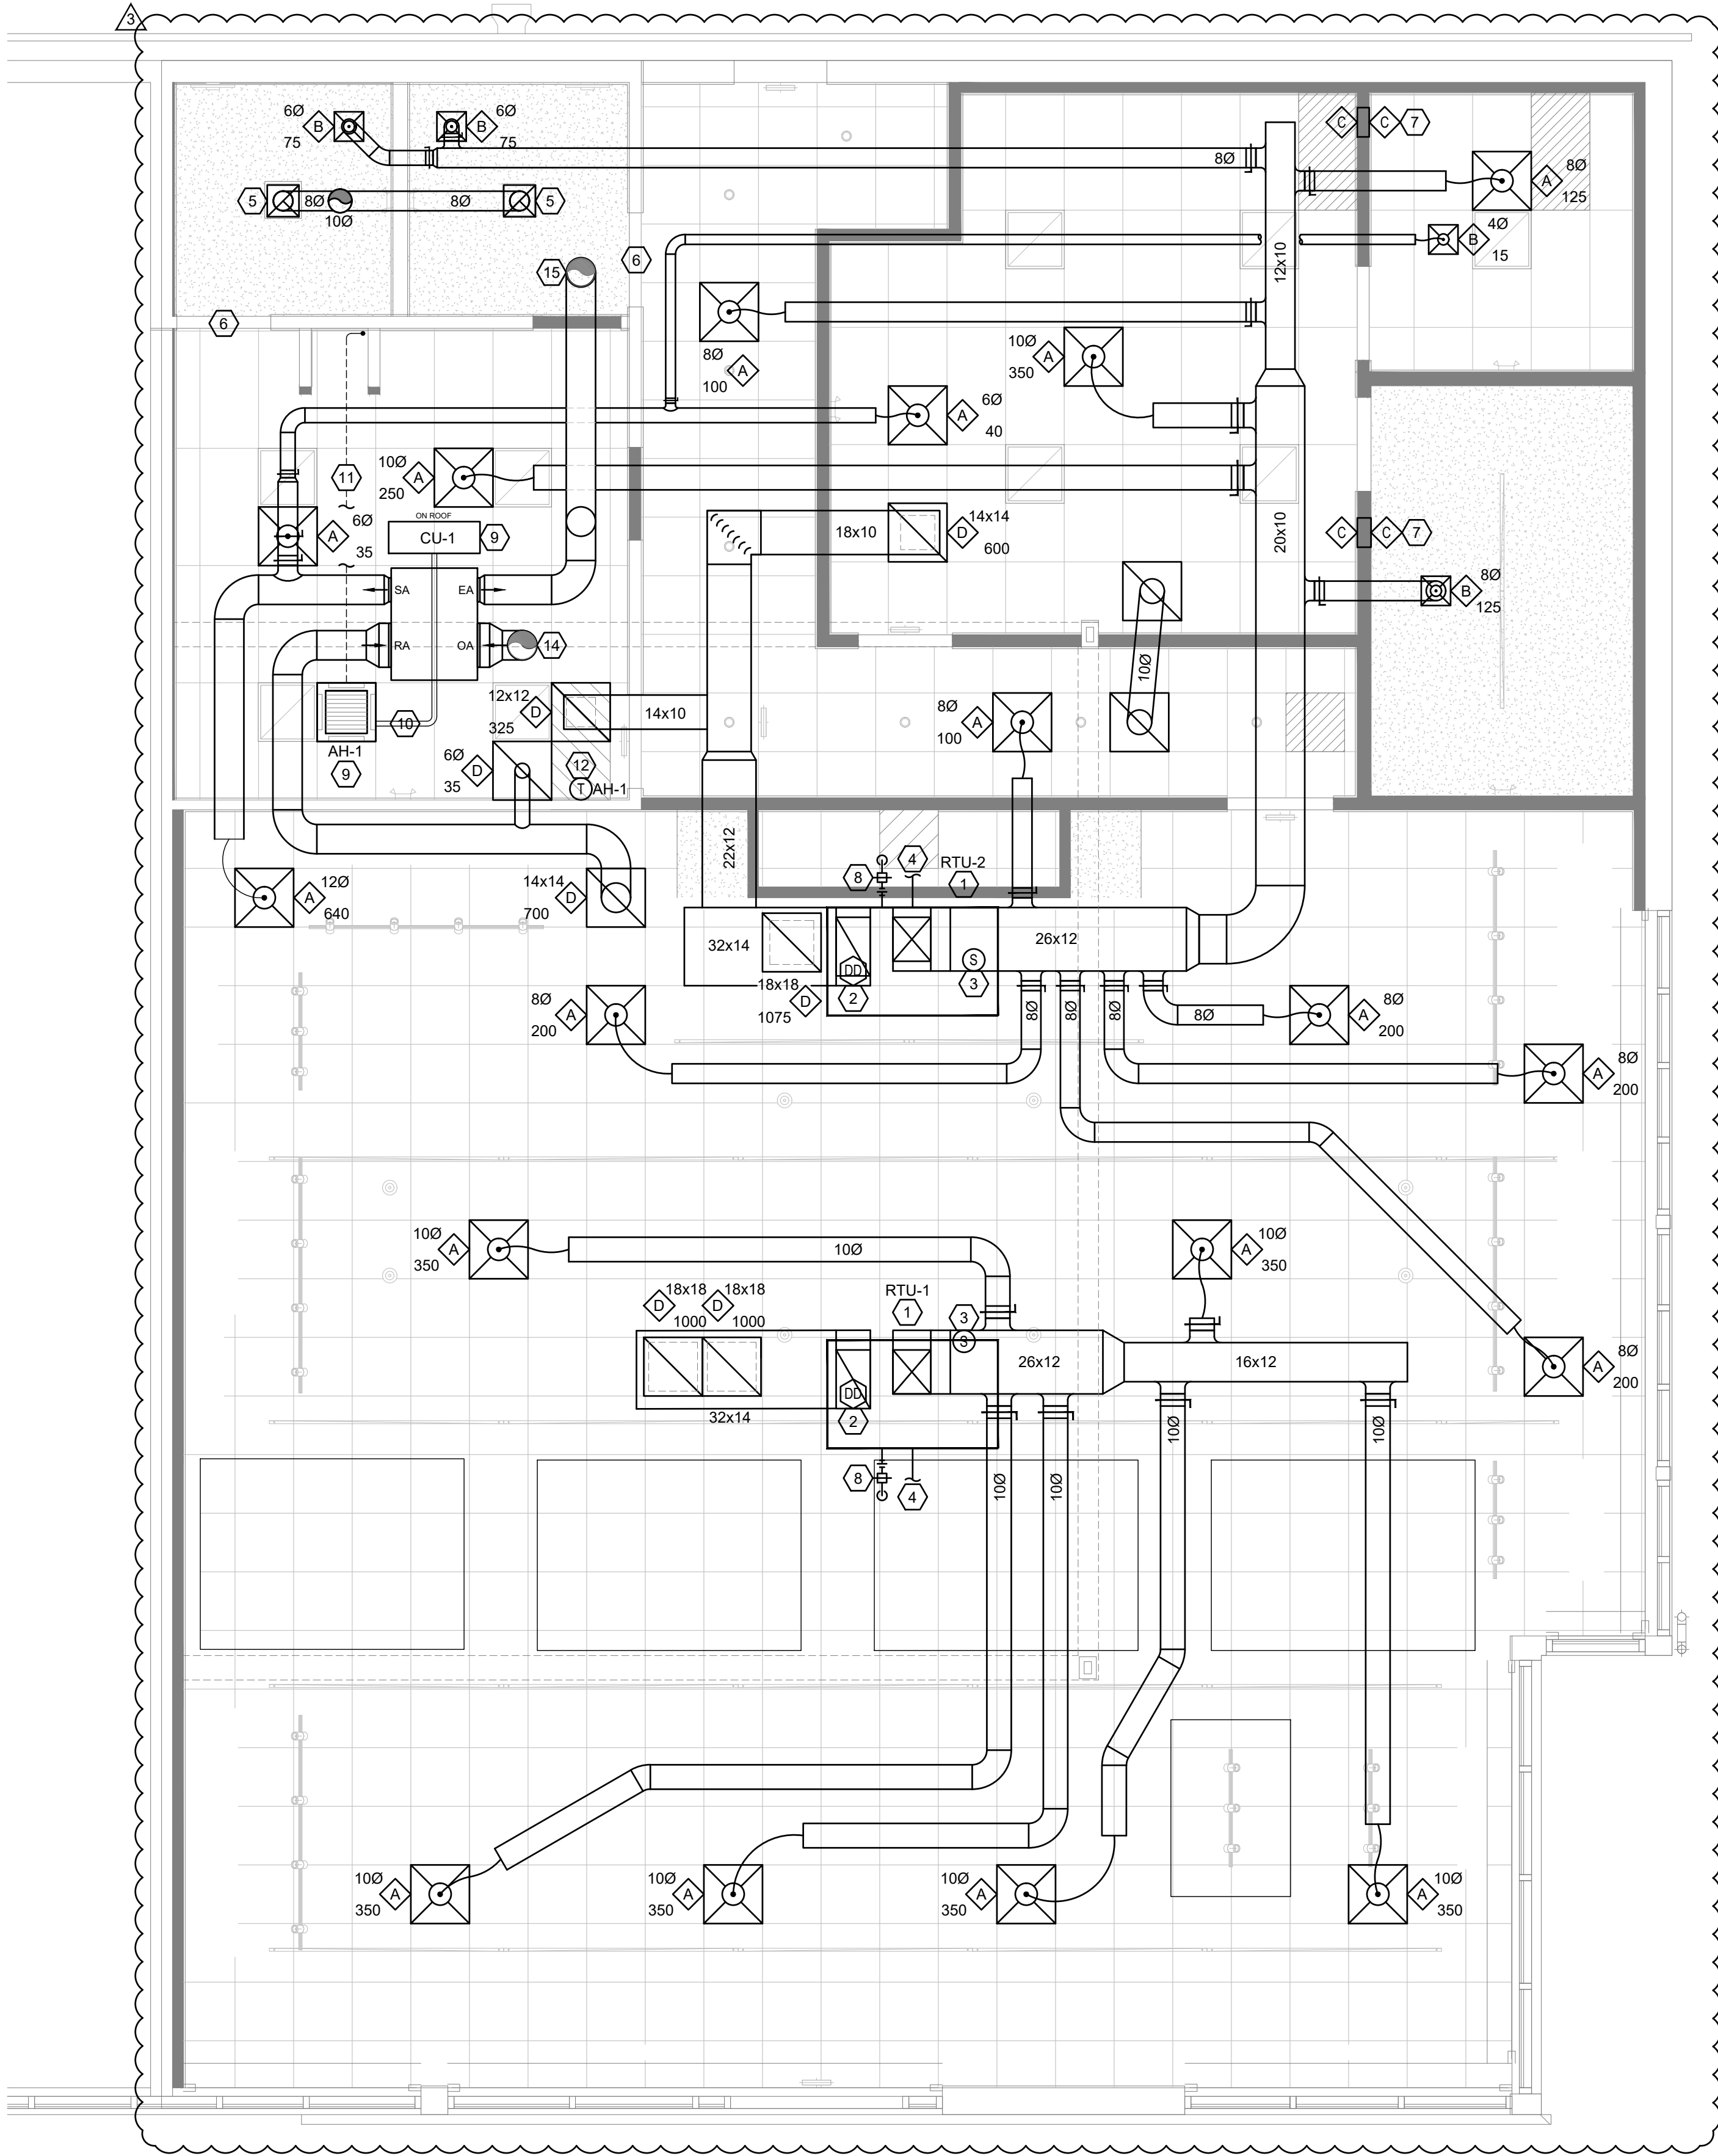 3
6Ø
B
75
6Ø
B
75
8Ø
C
C
7
A
8Ø
125
5
8Ø
10Ø
8Ø
5
4Ø
B
15
12x10
6
15
6
8Ø
A
100
10Ø
A
350
6Ø
A
40
10Ø
A
250
11
20x10
ON ROOF
CU-1
9
6Ø
A
35
18x10
14x14
D
600
C
C
7
SA
EA
RA
OA
14
8Ø
B
125
10Ø
12x12
D
325
14x10
10
AH-1
9
6Ø
D
35
12
T
AH-1
8Ø
A
100
22x12
8
4
RTU-2
1
A
12Ø
640
14x14
D
700
32x14
DD
2
S
3
26x12
18x18
D
1075
8Ø
A
200
8Ø
8Ø
8Ø
8Ø
8Ø
A
200
8Ø
A
200
10Ø
A
350
10Ø
10Ø
A
350
18x18
D
1000
18x18
D
1000
RTU-1
1
3
S
26x12
16x12
8Ø
A
200
DD
2
32x14
10Ø
10Ø
8
4
10Ø
10Ø
10Ø
A
350
10Ø
A
350
10Ø
A
350
10Ø
A
350